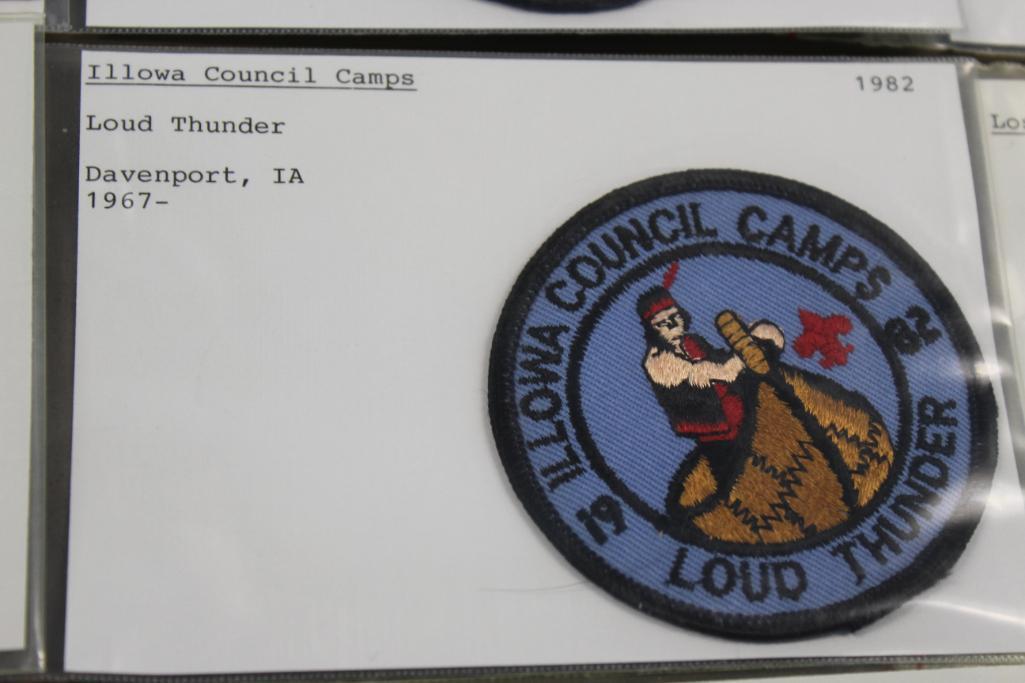 Illowa Council Camps
1982
Loud Thunder
Davenport, IA
1967-
ILLOWA COUNCIL CAMPS
19 82
LOUD THUNDER